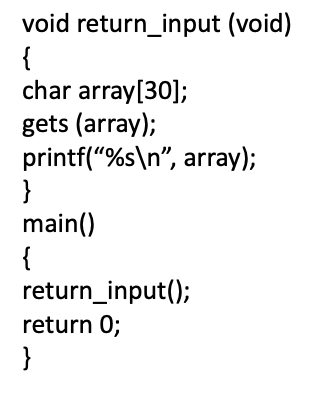 void return_input (void)
{
char array[30];
gets (array);
printf(“%s\n”, array);
}
main()
{
return_input();
return 0;
}